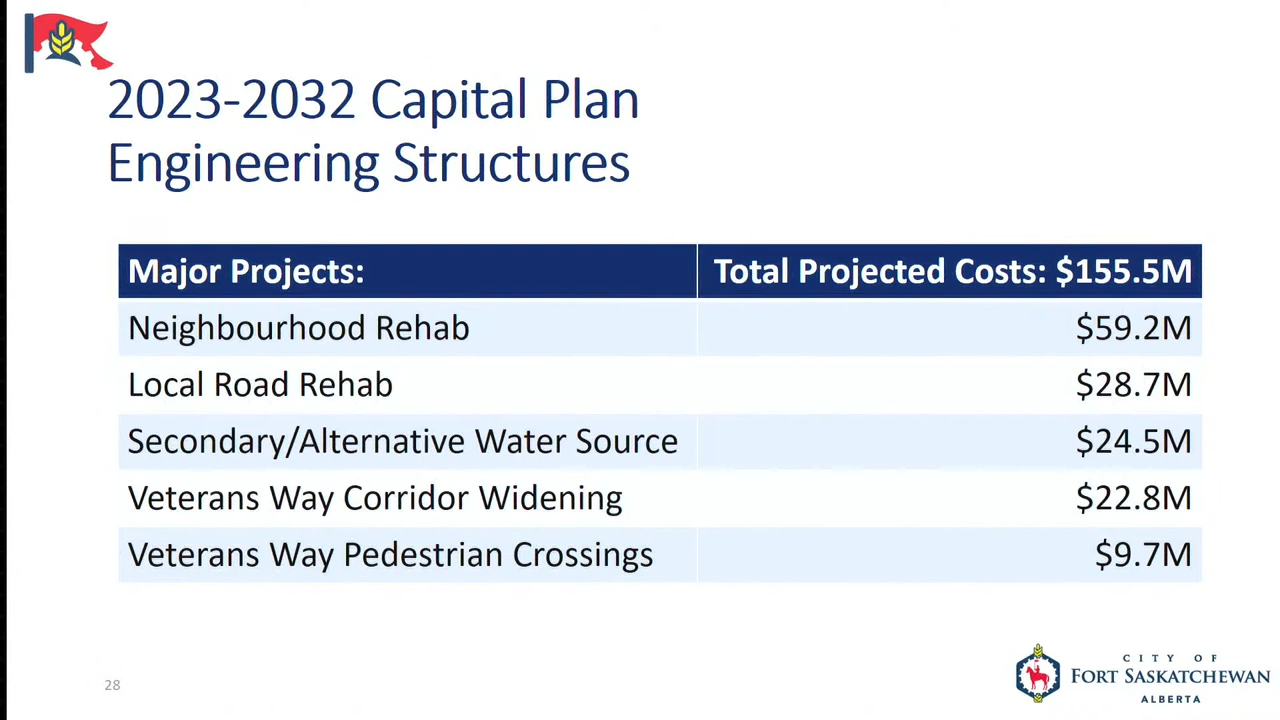 2023-2032 Capital Plan
Engineering Structures
Major Projects: Total Projected Costs: $155.5M
Neighbourhood Rehab $59.2M
Local Road Rehab $28.7M
Secondary/Alternative Water Source $24.5M
Veterans Way Corridor Widening $22.8M
Veterans Way Pedestrian Crossings $9.7M
28
CITY OF
FORT SASKATCHEWAN
ALBERTA